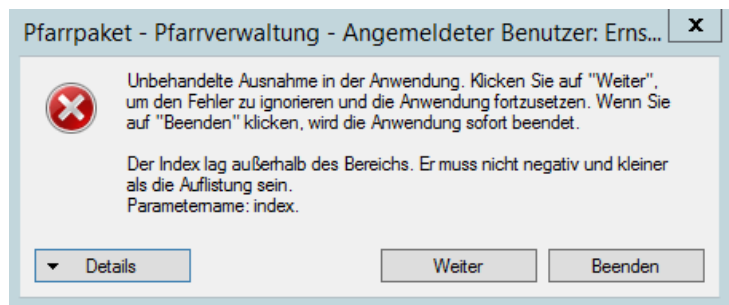 Pfarrpaket - Pfarrverwaltung - Angemeldeter Benutzer: Erns...
Unbehandelte Ausnahme in der Anwendung. Klicken Sie auf "Weiter",
um den Fehler zu ignorieren und die Anwendung fortzusetzen. Wenn Sie
auf "Beenden" klicken, wird die Anwendung sofort beendet.
Der Index lag außerhalb des Bereichs. Er muss nicht negativ und kleiner
als die Auflistung sein.
Parametername: index.
Details
Weiter
Beenden